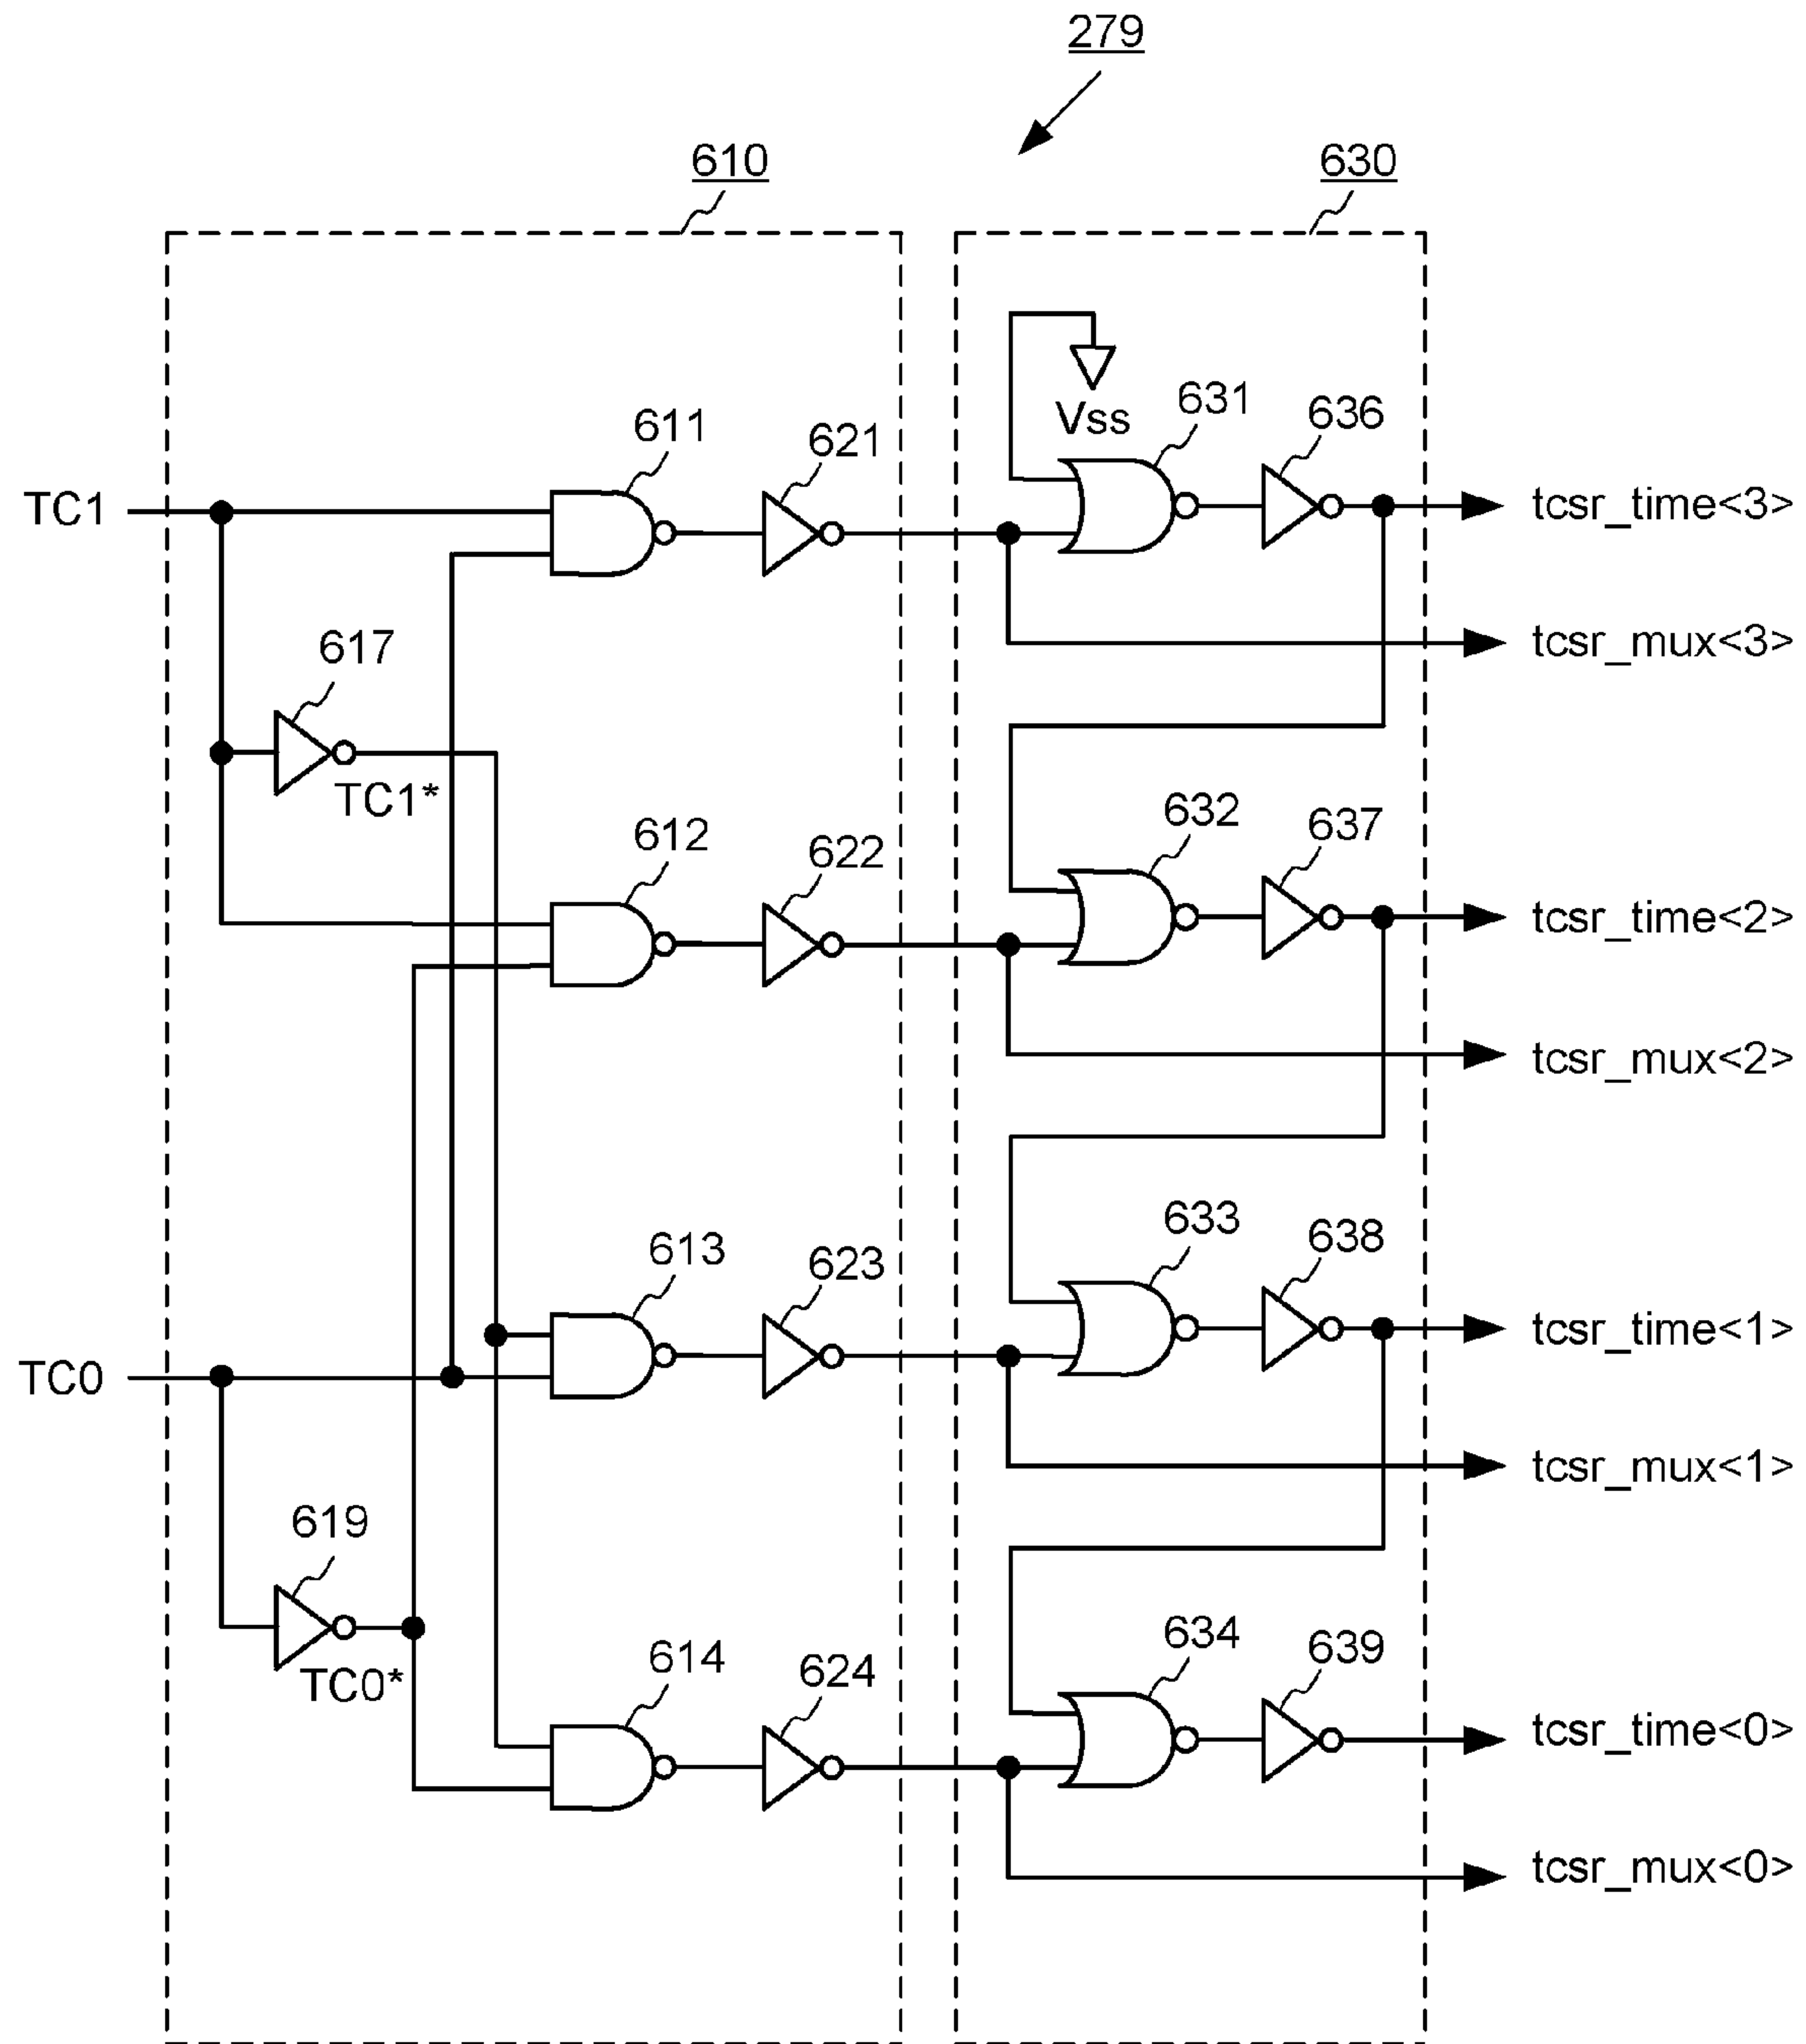 279
610
630
Vss
631
636
611
621
TC1
tcsr_time<3>
617
tcsr_mux<3>
TC1*
612
622
632
637
tcsr_time<2>
tcsr_mux<2>
613
623
633
638
TC0
tcsr_time<1>
tcsr_mux<1>
619
TC0*
614
624
634
639
tcsr_time<0>
tcsr_mux<0>